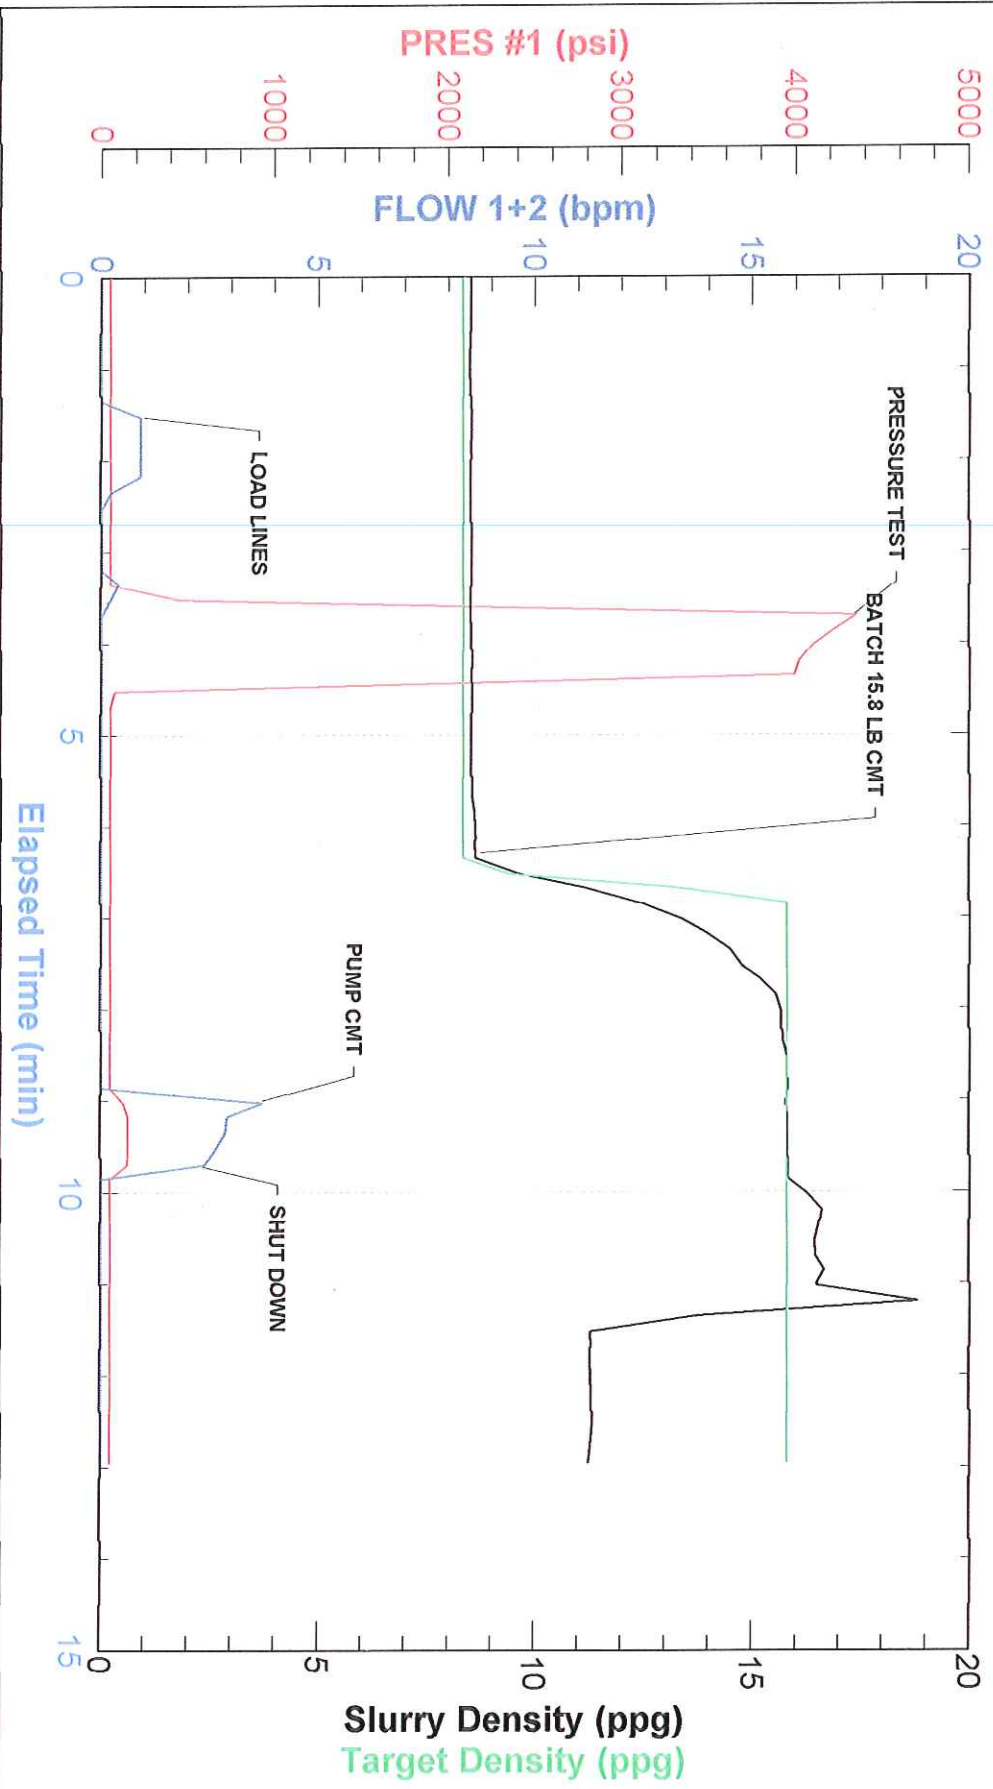 PRES #1 (psi)
0
1000
2000
3000
4000
5000
FLOW 1+2 (bpm)
0
5
10
15
20
PRESSURE TEST
BATCH 15.8 LB CMT
LOAD LINES
PUMP CMT
SHUT DOWN
0
5
10
15
Elapsed Time (min)
0
5
10
15
20
Slurry Density (ppg)
Target Density (ppg)